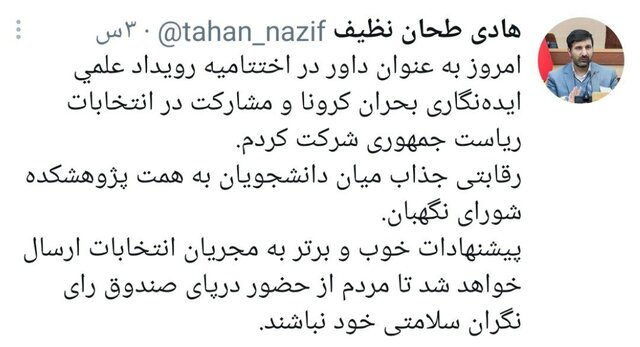 هادی طحان نظیف @tahan_nazif · ۳۰س
امروز به عنوان داور در اختتامیه رویداد علمي
ایده‌نگاری بحران کرونا و مشارکت در انتخابات
ریاست جمهوری شرکت کردم.
رقابتی جذاب میان دانشجویان به همت پژوهشکده
شورای نگهبان.
پیشنهادات خوب و برتر به مجریان انتخابات ارسال
خواهد شد تا مردم از حضور درپای صندوق رای
نگران سلامتی خود نباشند.